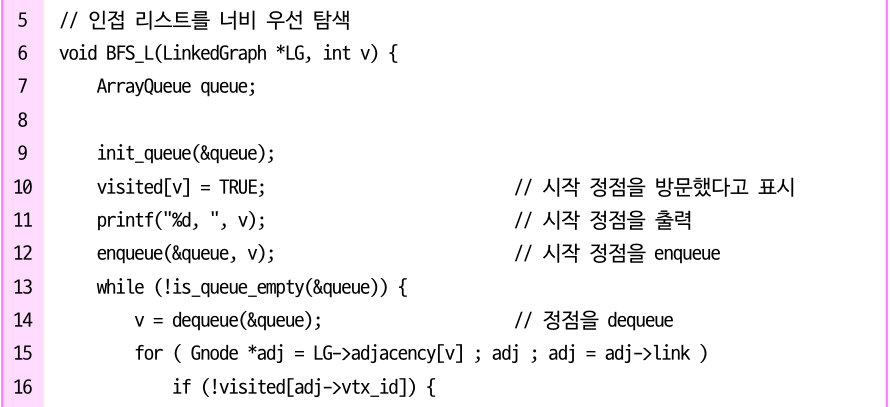 5 // 인접 리스트를 너비 우선 탐색
6 void BFS_L(LinkedGraph *LG, int v) {
7 ArrayQueue queue;
8
9 init_queue(&queue);
10 visited[v] = TRUE; // 시작 정점을 방문했다고 표시
11 printf("%d, ", v); // 시작 정점을 출력
12 enqueue(&queue, v); // 시작 정점을 enqueue
13 while (!is_queue_empty(&queue)) {
14 v = dequeue(&queue); // 정점을 dequeue
15 for ( Gnode *adj = LG->adjacency[v] ; adj ; adj = adj->link )
16 if (!visited[adj->vtx_id]) {